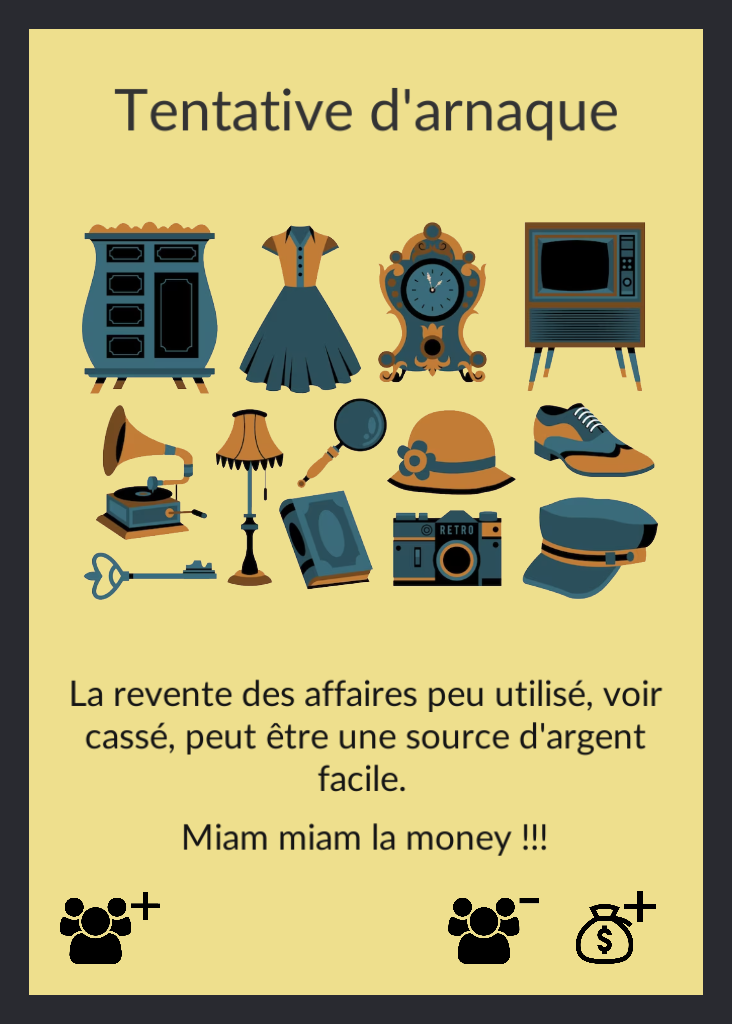 Tentative d'arnaque
RETRO
La revente des affaires peu utilisé, voir
cassé, peut être une source d'argent
facile.
Miam miam la money !!!
+
-
$ +